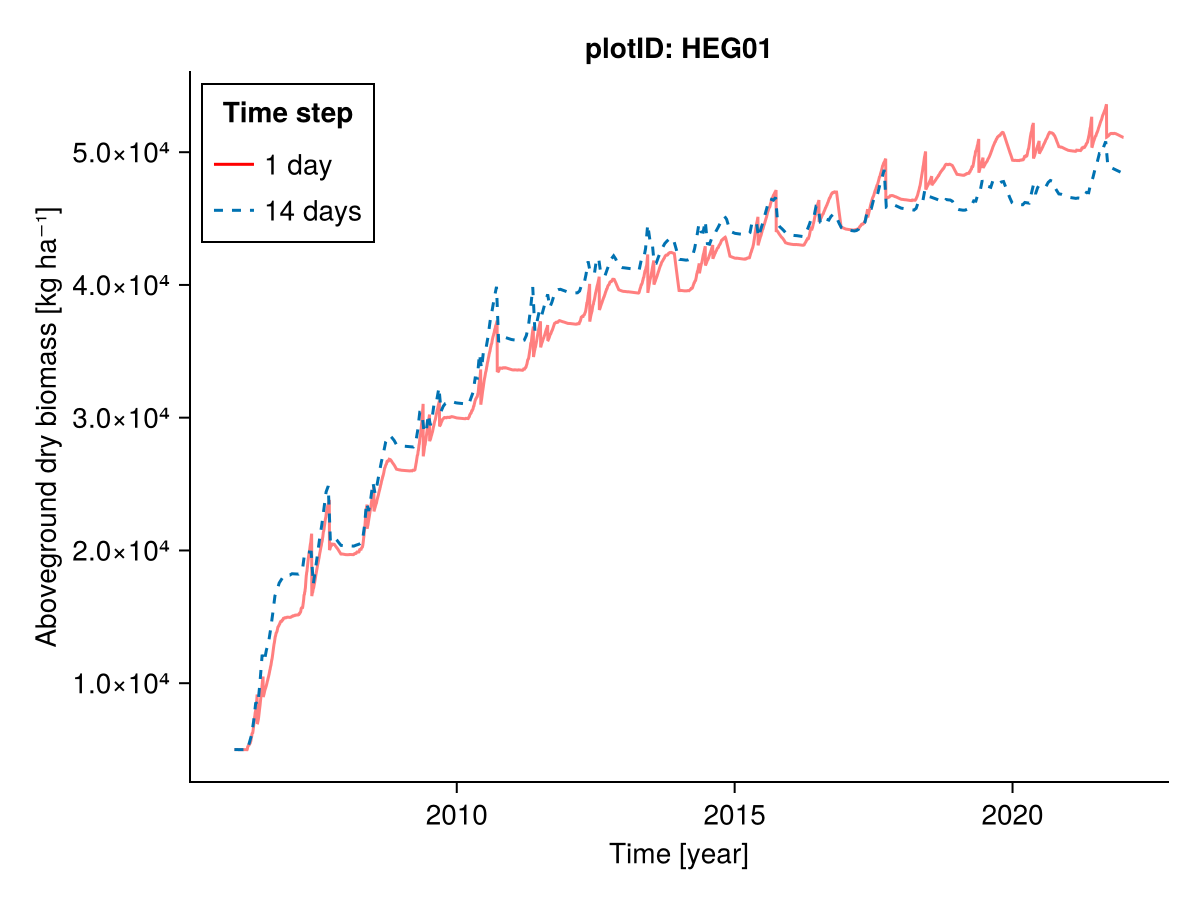 plotID: HEG01
Time step
1 day
14 days
5.0×10⁴
4.0×10⁴
3.0×10⁴
2.0×10⁴
1.0×10⁴
Aboveground dry biomass [kg ha⁻¹]
2010
2015
2020
Time [year]